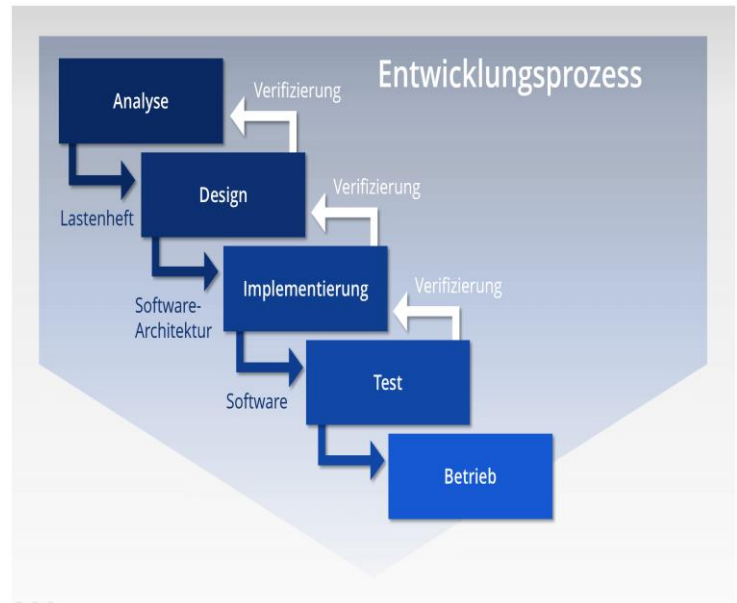 Entwicklungsprozess
Analyse
Verifizierung
Lastenheft
Design
Verifizierung
Software-
Architektur
Implementierung
Verifizierung
Software
Test
Betrieb